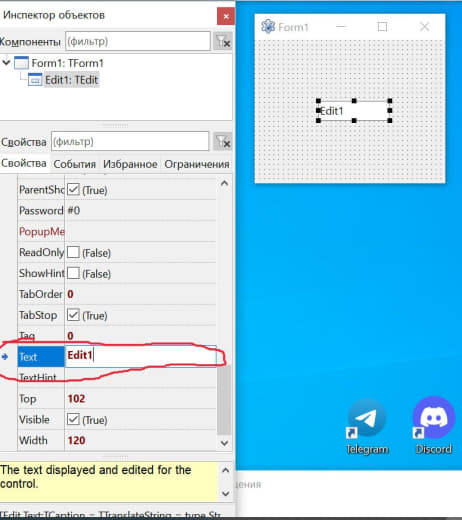 Инспектор объектов
Компоненты (фильтр)
Form1: TForm1
Edit1: TEdit
Свойства (фильтр)
Свойства События Избранное Ограничения
ParentSho (True)
Password #0
PopupMe
ReadOnly (False)
ShowHint (False)
TabOrder 0
TabStop (True)
Tag 0
Text Edit1
TextHint
Top 102
Visible (True)
Width 120
The text displayed and edited for the
control.
TEdit.Text:TCaption = TTranslateString = type Str
Form1
Edit1
Telegram
Discord
щения